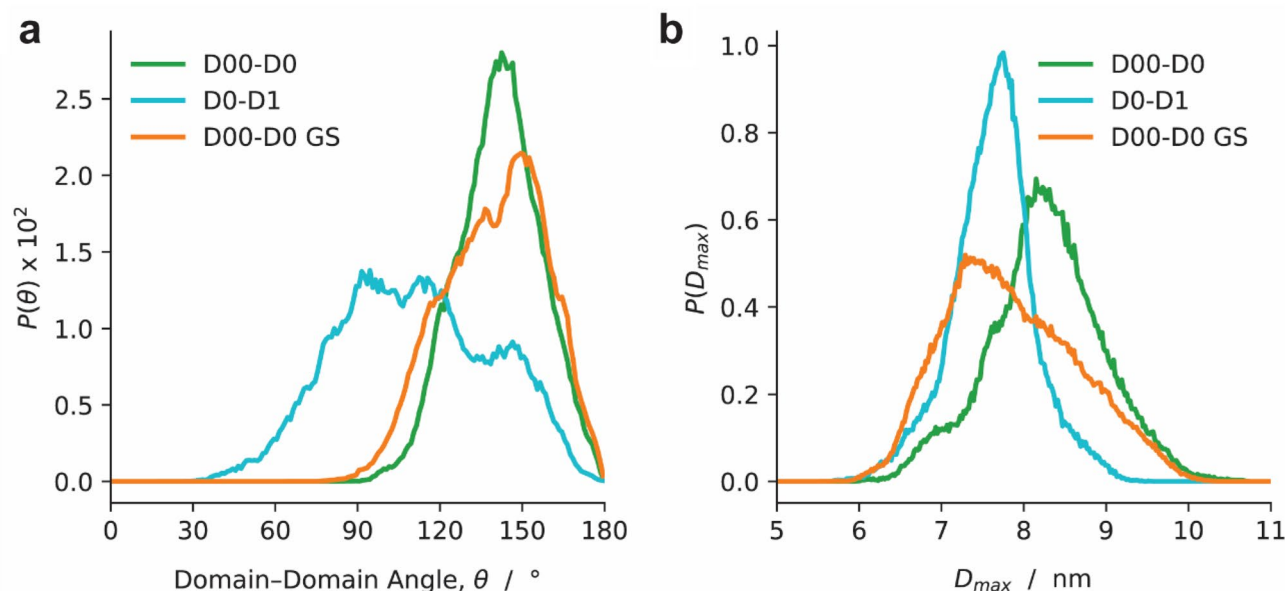 a
D00-D0
D0-D1
D00-D0 GS
P(θ) x 10²
2.5
2.0
1.5
1.0
0.5
0.0
0 30 60 90 120 150 180
Domain–Domain Angle, θ / °
b
D00-D0
D0-D1
D00-D0 GS
P(Dmax)
1.0
0.8
0.6
0.4
0.2
0.0
5 6 7 8 9 10 11
Dmax / nm